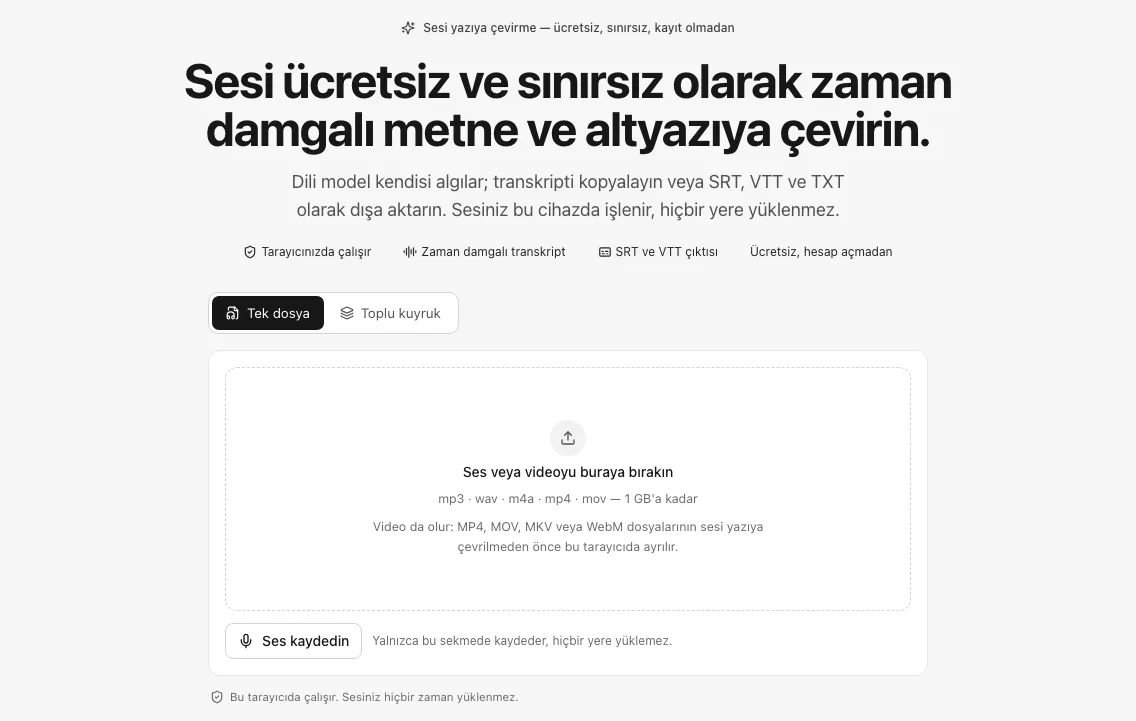 Sesi yazıya çevirme — ücretsiz, sınırsız, kayıt olmadan
Sesi ücretsiz ve sınırsız olarak zaman
damgalı metne ve altyazıya çevirin.
Dili model kendisi algılar; transkripti kopyalayın veya SRT, VTT ve TXT
olarak dışa aktarın. Sesiniz bu cihazda işlenir, hiçbir yere yüklenmez.
Tarayıcınızda çalışır Zaman damgalı transkript SRT ve VTT çıktısı Ücretsiz, hesap açmadan
Tek dosya Toplu kuyruk
Ses veya videoyu buraya bırakın
mp3 · wav · m4a · mp4 · mov — 1 GB'a kadar
Video da olur: MP4, MOV, MKV veya WebM dosyalarının sesi yazıya
çevrilmeden önce bu tarayıcıda ayrılır.
Ses kaydedin Yalnızca bu sekmede kaydeder, hiçbir yere yüklemez.
Bu tarayıcıda çalışır. Sesiniz hiçbir zaman yüklenmez.